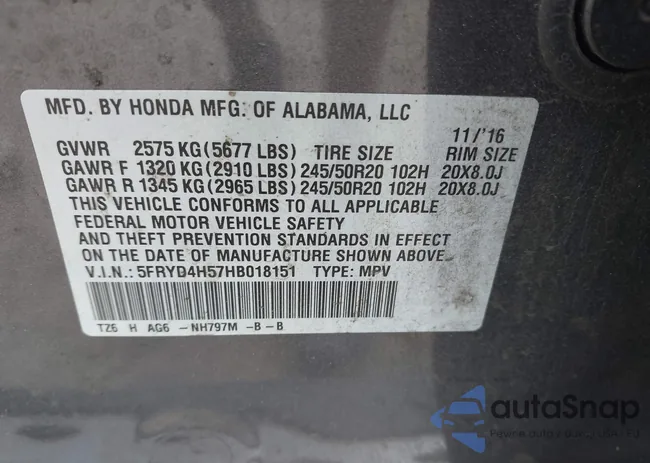 MFD. BY HONDA MFG. OF ALABAMA, LLC
11/'16
GVWR 2575 KG(5677 LBS) TIRE SIZE RIM SIZE
GAWR F 1320 KG(2910 LBS)245/50R20 102H 20X8.0J
GAWR R 1345 KG(2965 LBS)245/50R20 102H 20X8.0J
THIS VEHICLE CONFORMS TO ALL APPLICABLE
FEDERAL MOTOR VEHICLE SAFETY
AND THEFT PREVENTION STANDARDS IN EFFECT
ON THE DATE OF MANUFACTURE SHOWN ABOVE.
V.I.N.: 5FRYD4H57HB018151 TYPE: MPV
TZ6 H AG6 -NH797M -B-B
autoSnap